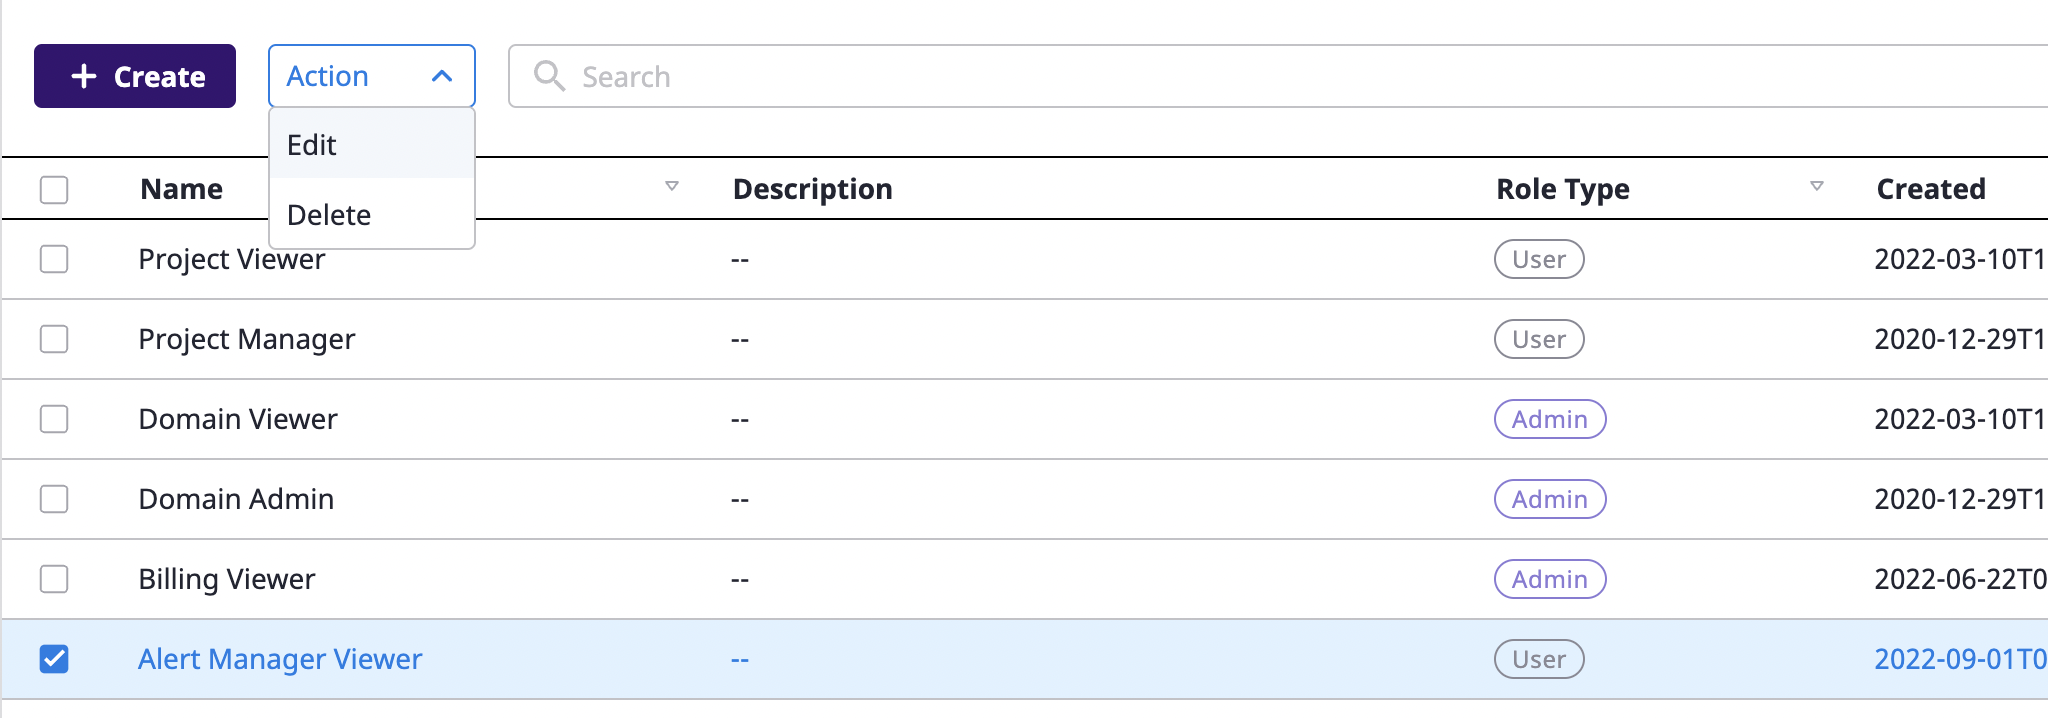 + Create Action Search
Edit
Name Description Role Type Created
Delete
Project Viewer -- User 2022-03-10T1
Project Manager -- User 2020-12-29T1
Domain Viewer -- Admin 2022-03-10T1
Domain Admin -- Admin 2020-12-29T1
Billing Viewer -- Admin 2022-06-22T0
Alert Manager Viewer -- User 2022-09-01T0